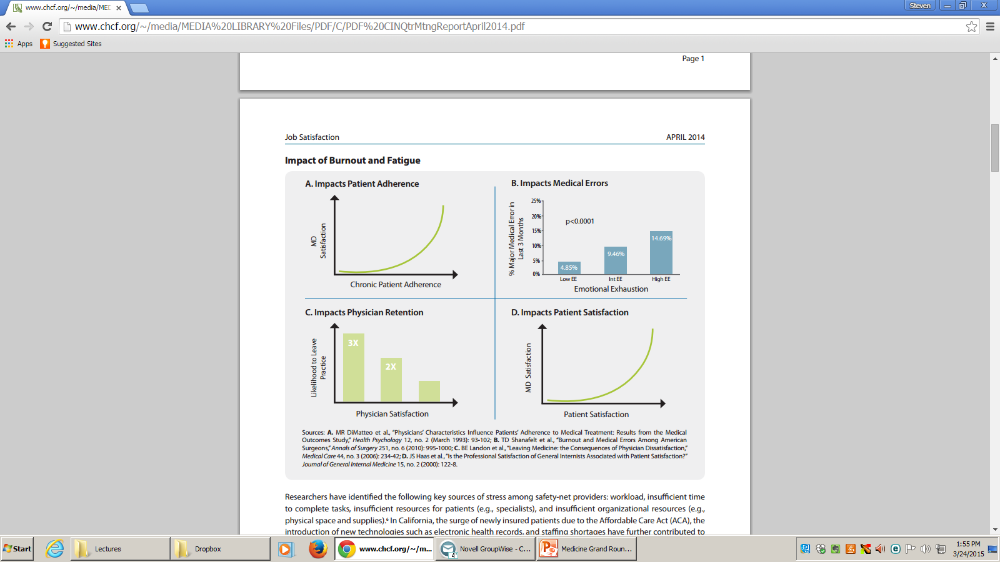 www.chcf.org/~/media/MED
Steven
www.chcf.org/~/media/MEDIA%20LIBRARY%20Files/PDF/C/PDF%20CINQtrMtngReportApril2014.pdf
Apps
Suggested Sites
Page 1
Job Satisfaction
APRIL 2014
Impact of Burnout and Fatigue
A. Impacts Patient Adherence
MD
Satisfaction
Chronic Patient Adherence
B. Impacts Medical Errors
% Major Medical Error in
Last 3 Months
25%
20%
15%
10%
5%
0%
p<0.0001
4.85%
9.46%
14.69%
Low EE
Int EE
High EE
Emotional Exhaustion
C. Impacts Physician Retention
Likelihood to Leave
Practice
3X
2X
Physician Satisfaction
D. Impacts Patient Satisfaction
MD Satisfaction
Patient Satisfaction
Sources: A. MR DiMatteo et al., “Physicians’ Characteristics Influence Patients’ Adherence to Medical Treatment: Results from the Medical
Outcomes Study,” Health Psychology 12, no. 2 (March 1993): 93-102; B. TD Shanafelt et al., “Burnout and Medical Errors Among American
Surgeons,” Annals of Surgery 251, no. 6 (2010): 995-1000; C. BE Landon et al., “Leaving Medicine: the Consequences of Physician Dissatisfaction,”
Medical Care 44, no. 3 (2006): 234-42; D. JS Haas et al., “Is the Professional Satisfaction of General Internists Associated with Patient Satisfaction?”
Journal of General Internal Medicine 15, no. 2 (2000): 122-8.
Researchers have identified the following key sources of stress among safety-net providers: workload, insufficient time
to complete tasks, insufficient resources for patients (e.g., specialists), and insufficient organizational resources (e.g.,
physical space and supplies).⁶ In California, the surge of newly insured patients due to the Affordable Care Act (ACA), the
introduction of new technologies such as electronic health records, and staffing shortages have further contributed to
Start
Lectures
Dropbox
www.chcf.org/~/m...
4
Novell GroupWise - C...
Medicine Grand Roun...
1:55 PM
3/24/2015